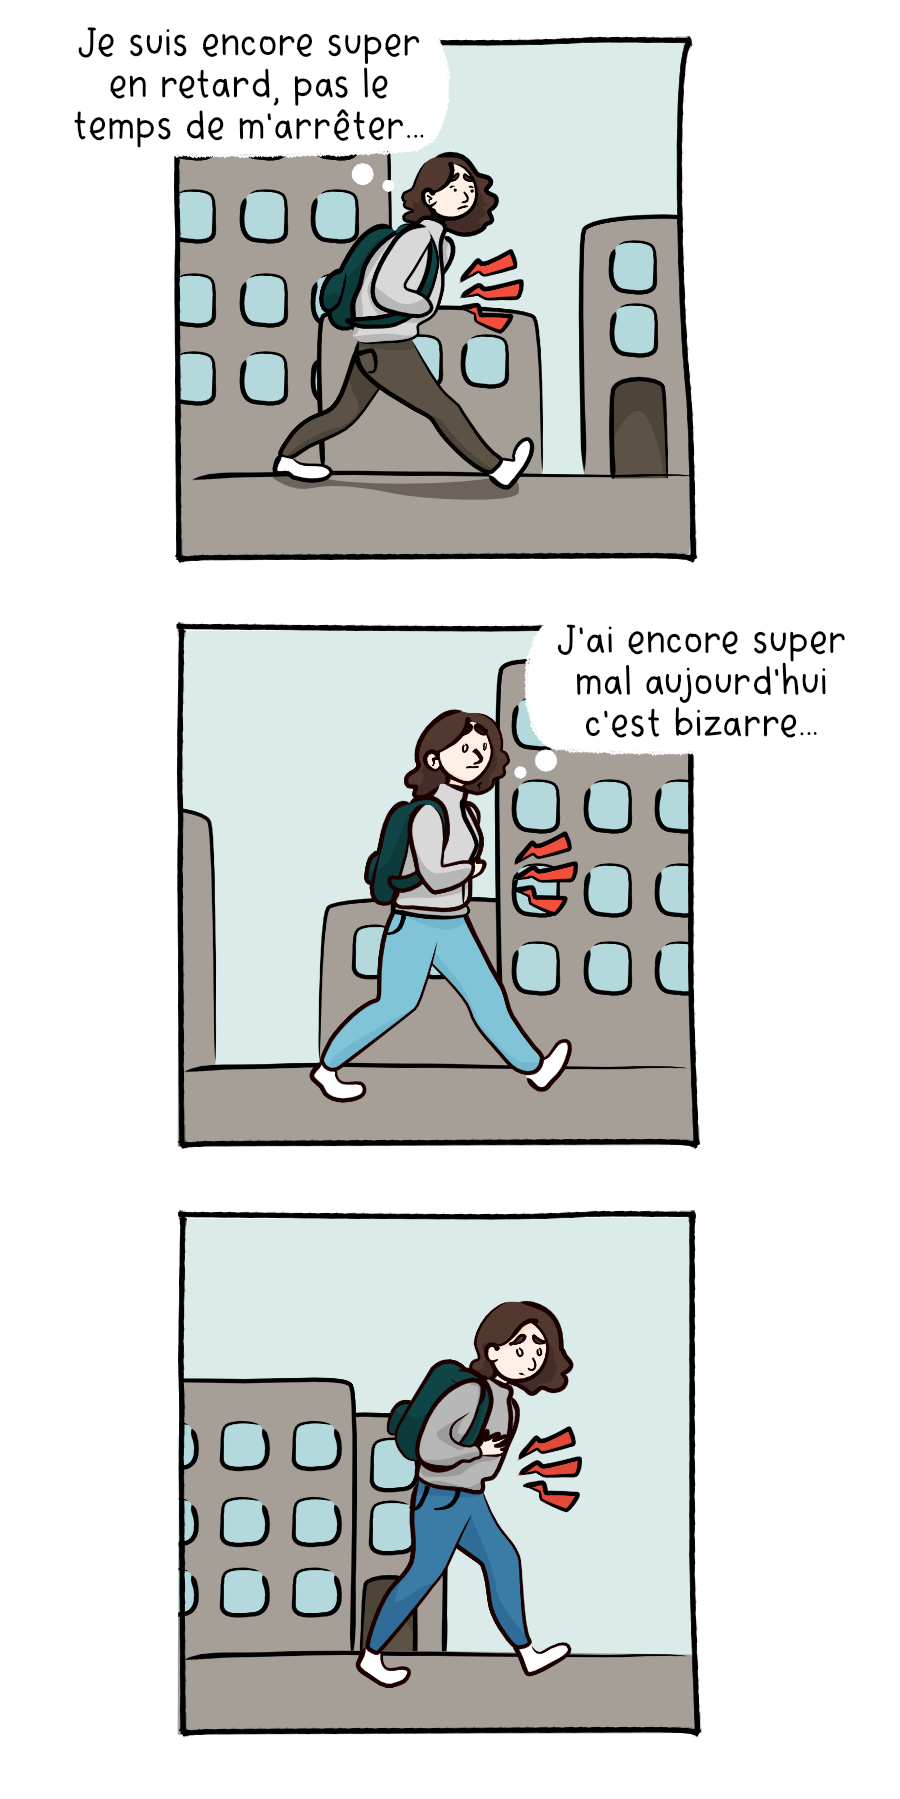 Je suis encore super
en retard, pas le
temps de m'arrêter...
J'ai encore super
mal aujourd'hui
c'est bizarre...